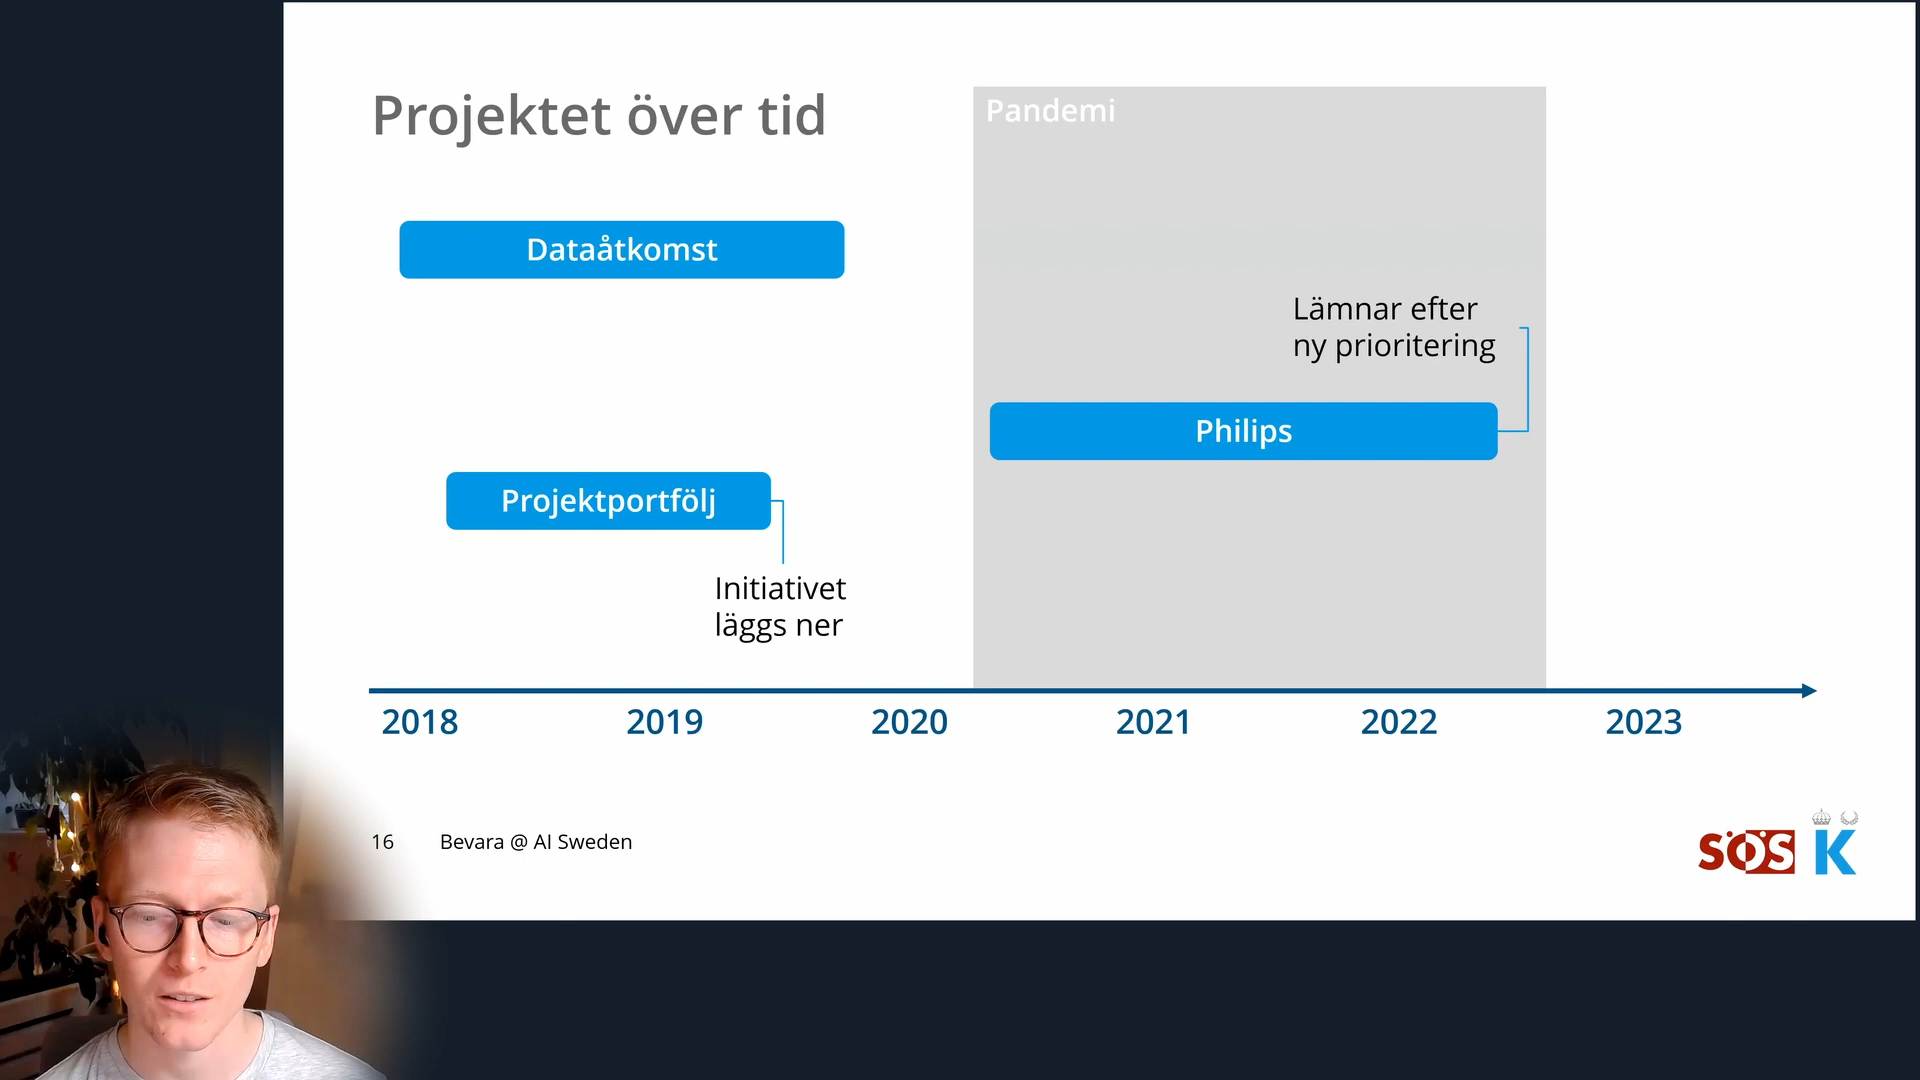 Projektet över tid
Pandemi
Dataåtkomst
Lämnar efter
ny prioritering
Philips
Projektportfölj
Initiativet
läggs ner
2018 2019 2020 2021 2022 2023
16 Bevara @ AI Sweden
SÖS K